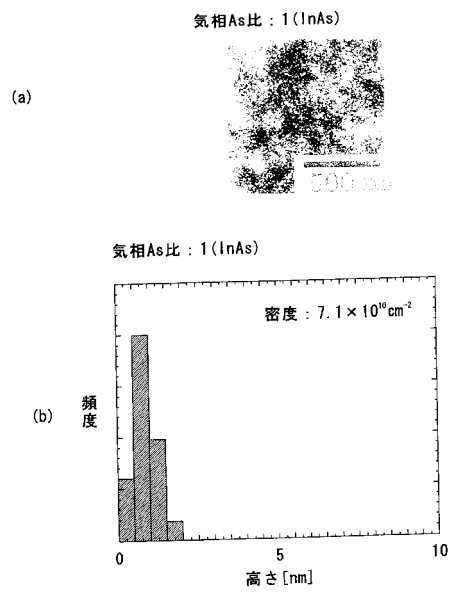 気相As比：1(InAs)
(a)
500nm
気相As比：1(InAs)
密度：7.1×10¹⁰cm⁻²
(b)
頻度
0 5 10
高さ[nm]